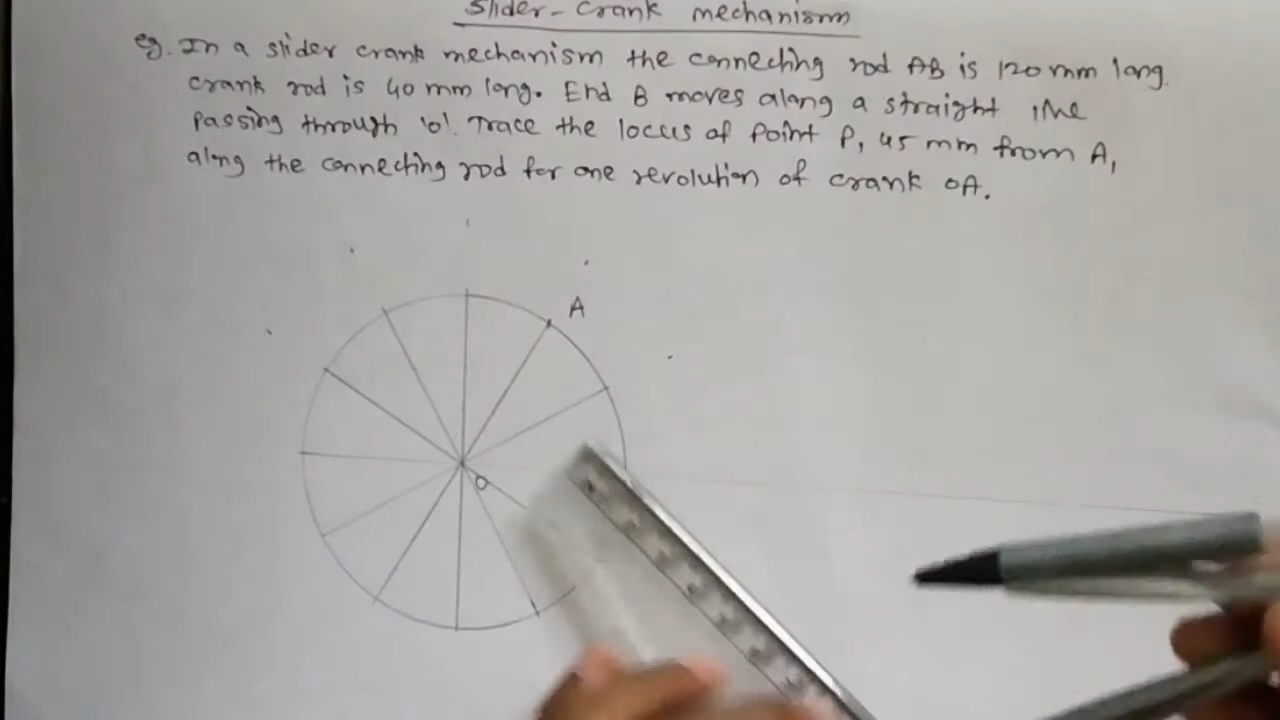 Slider-Crank mechanism
eg. In a slider crank mechanism the connecting rod AB is 120 mm long.
crank rod is 40 mm long. End B moves along a straight line
passing through 'o'. Trace the locus of point P, 45 mm from A,
along the connecting rod for one revolution of crank OA.
A
O